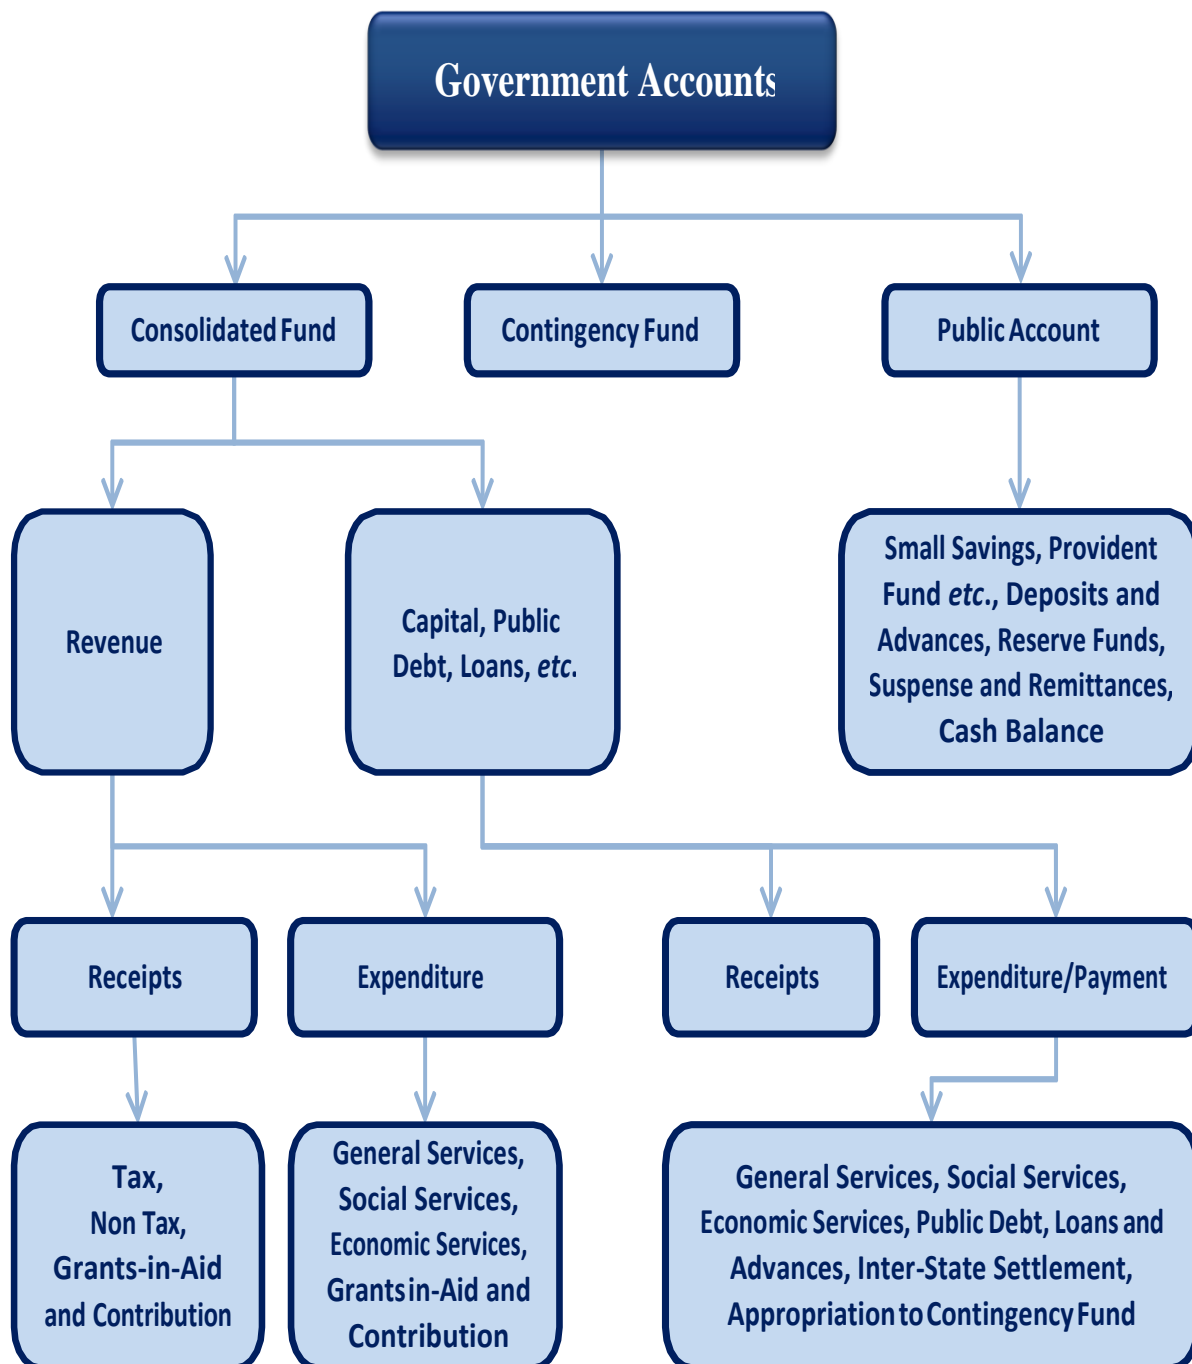 Government Accounts
Consolidated Fund
Contingency Fund
Public Account
Revenue
Capital, Public
Debt, Loans, etc.
Small Savings, Provident
Fund etc., Deposits and
Advances, Reserve Funds,
Suspense and Remittances,
Cash Balance
Receipts
Expenditure
Receipts
Expenditure/Payment
Tax,
Non Tax,
Grants-in-Aid
and Contribution
General Services,
Social Services,
Economic Services,
Grants in-Aid and
Contribution
General Services, Social Services,
Economic Services, Public Debt, Loans and
Advances, Inter-State Settlement,
Appropriation to Contingency Fund